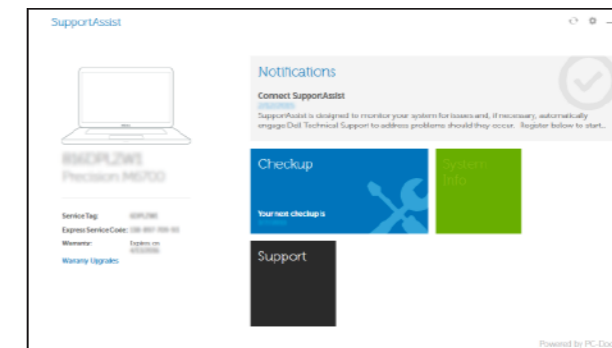 SupportAssist
Notifications
Connect SupportAssist
SupportAssist is designed to monitor your system for issues and, if necessary, automatically
engage Dell Technical Support to address problems should they occur. Register below to start...
Precision M6700
Checkup
System
Info
Your next checkup is
Service Tag:
Express Service Code:
Warranty: Expires on
Warranty Upgrades
Support
Powered by PC-Doc